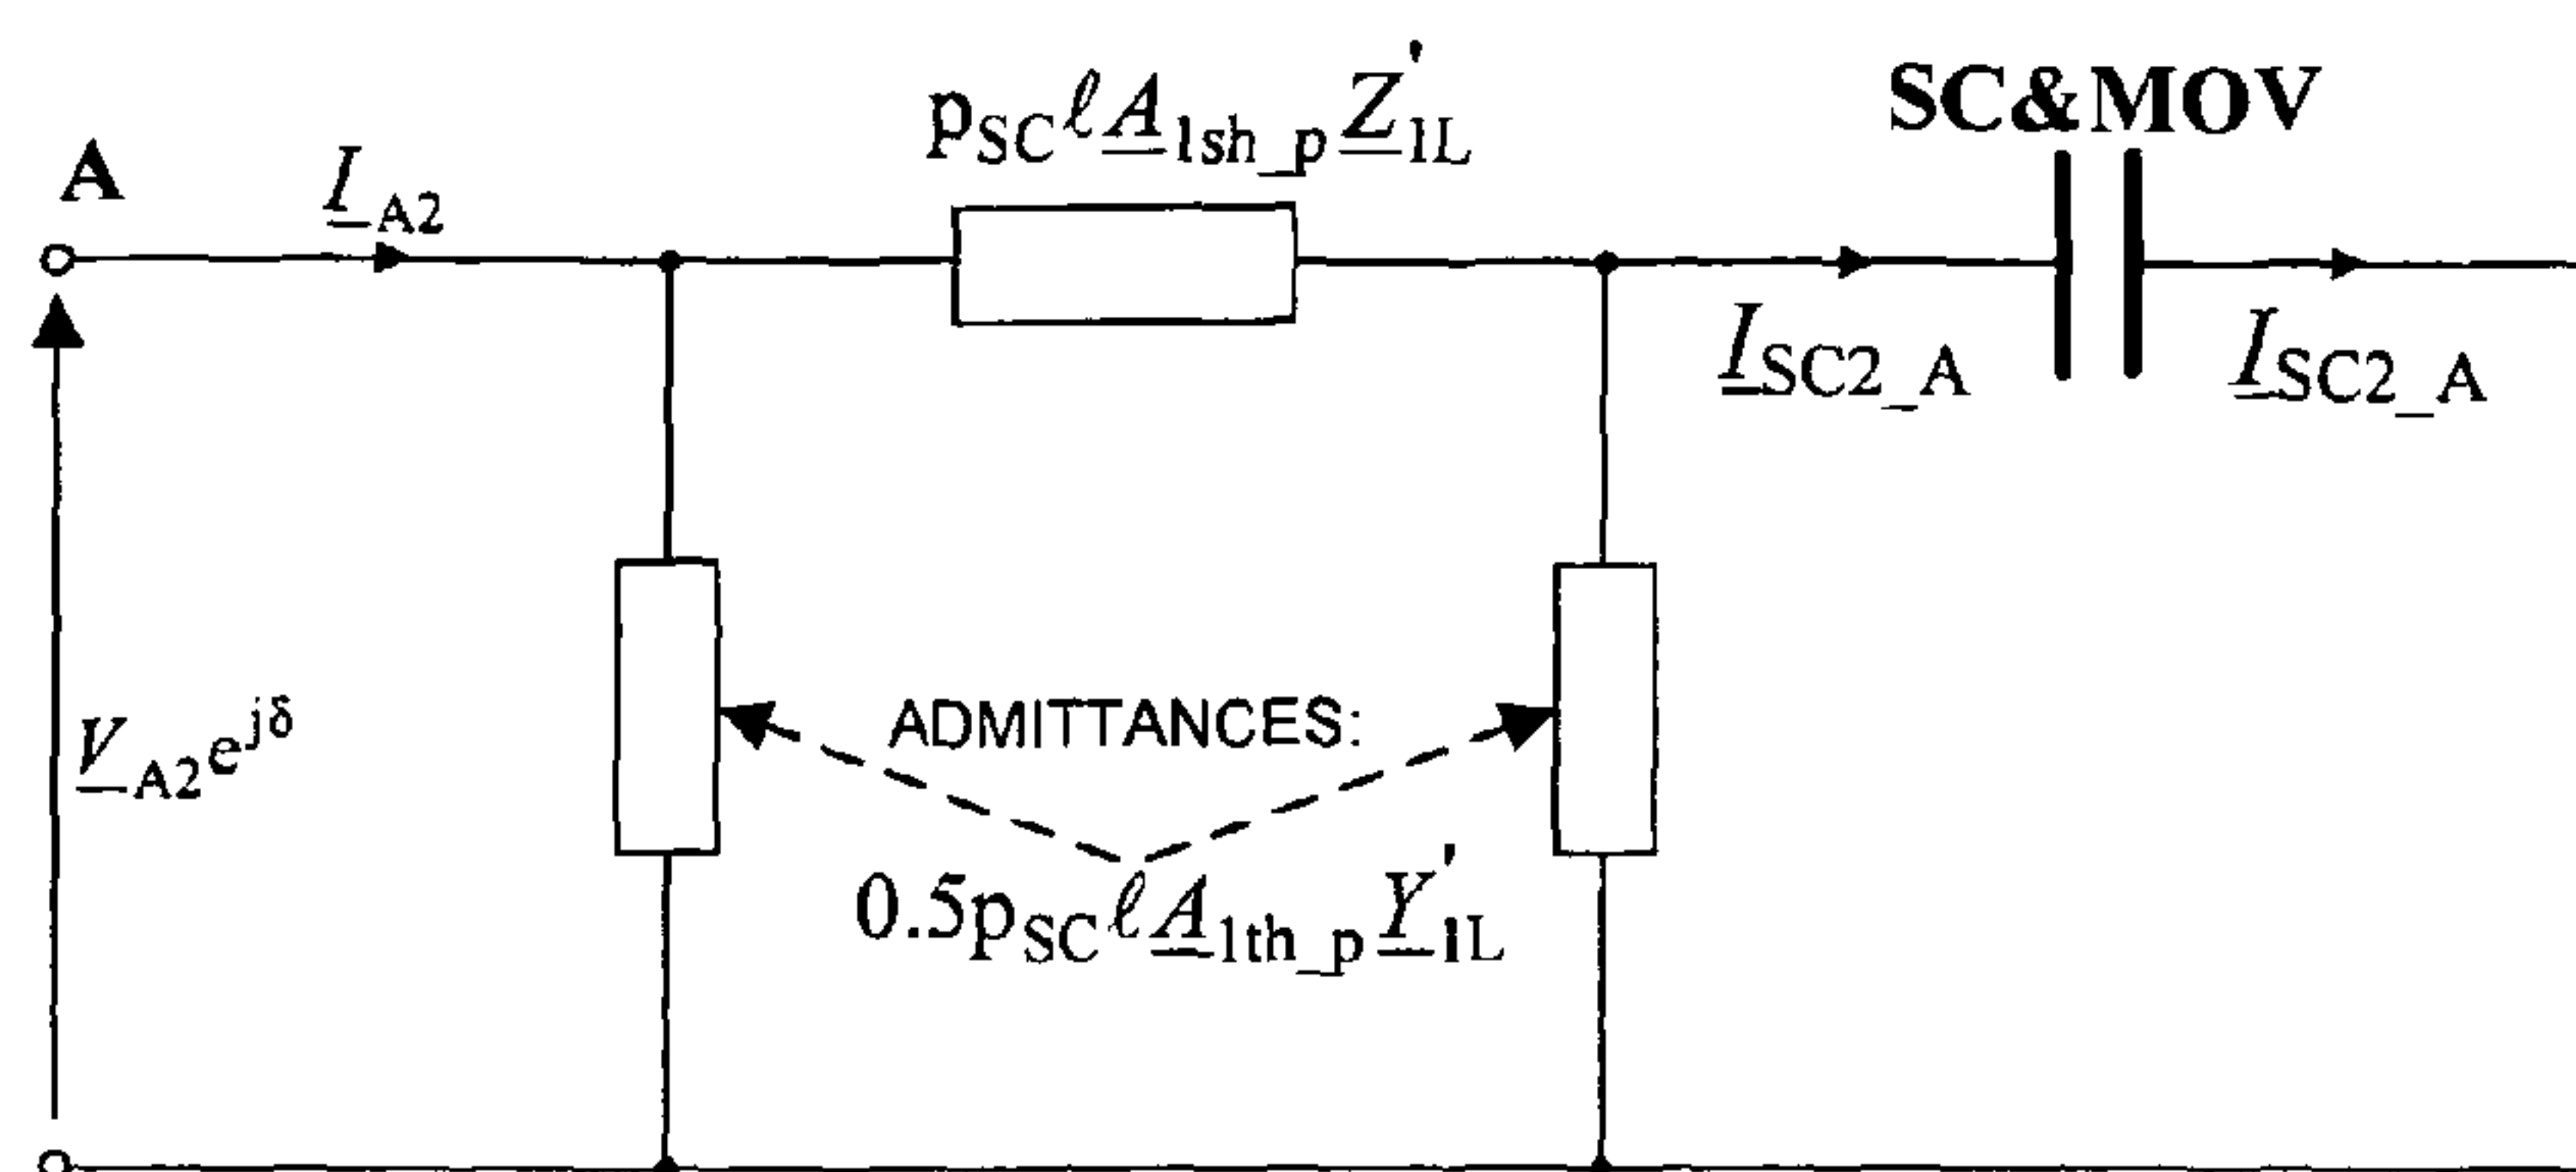 A
I_A2
p_SC ℓ A_1sh_p Z'_1L
SC&MOV
I_SC2_A
I_SC2_A
V_A2 e^jδ
ADMITTANCES:
0.5p_SC ℓ A_1th_p Y'_1L